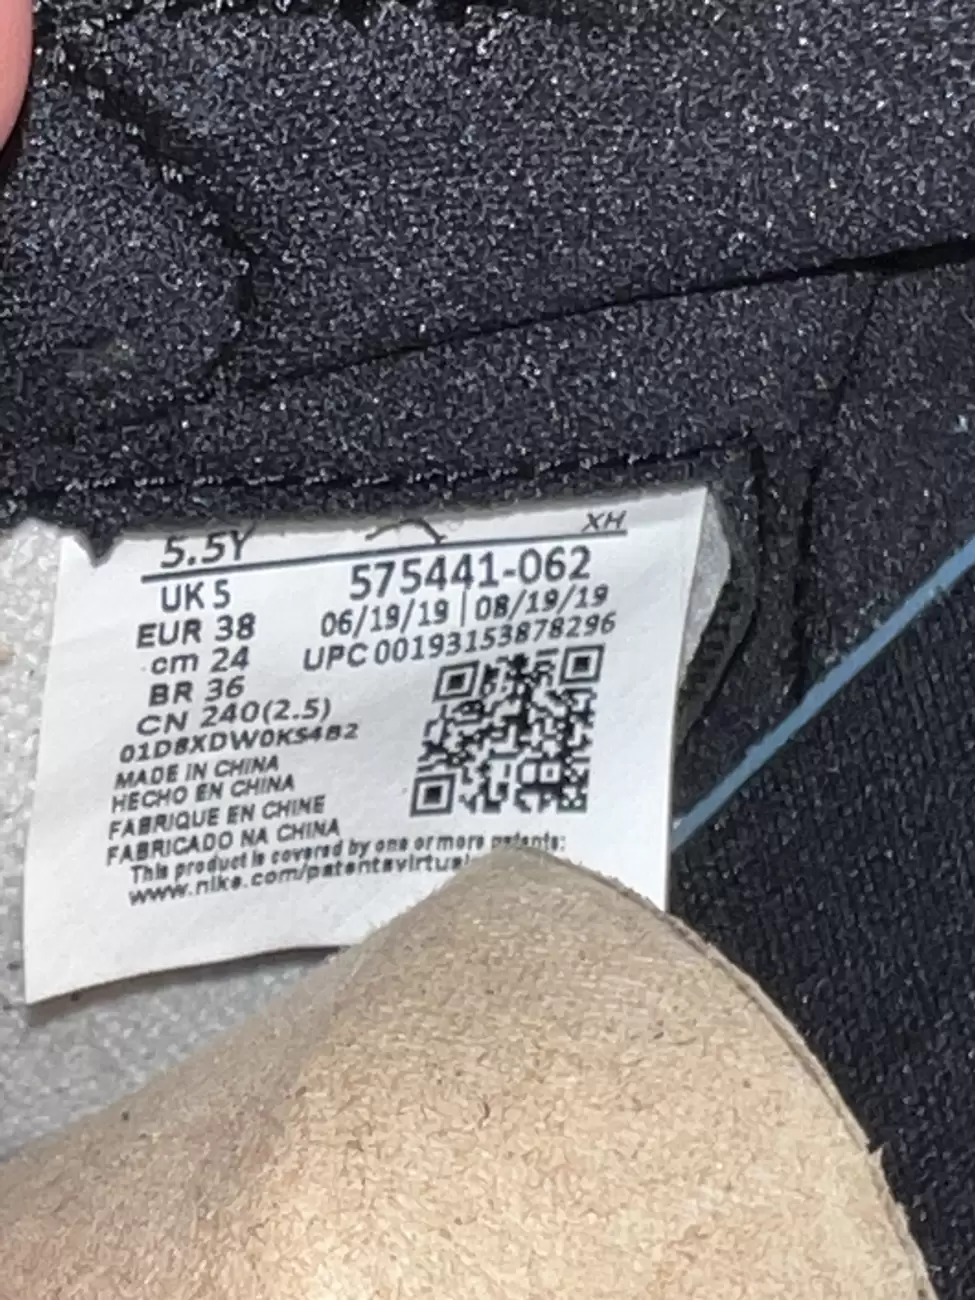 5.5Y
XH
UK 5
EUR 38
cm 24
BR 36
CN 240(2.5)
575441-062
06/19/19 | 08/19/19
UPC 00193153878296
01D8XDW0KS4B2
MADE IN CHINA
HECHO EN CHINA
FABRIQUE EN CHINE
FABRICADO NA CHINA
This product is covered by one or more patents:
www.nike.com/patentsvirtual